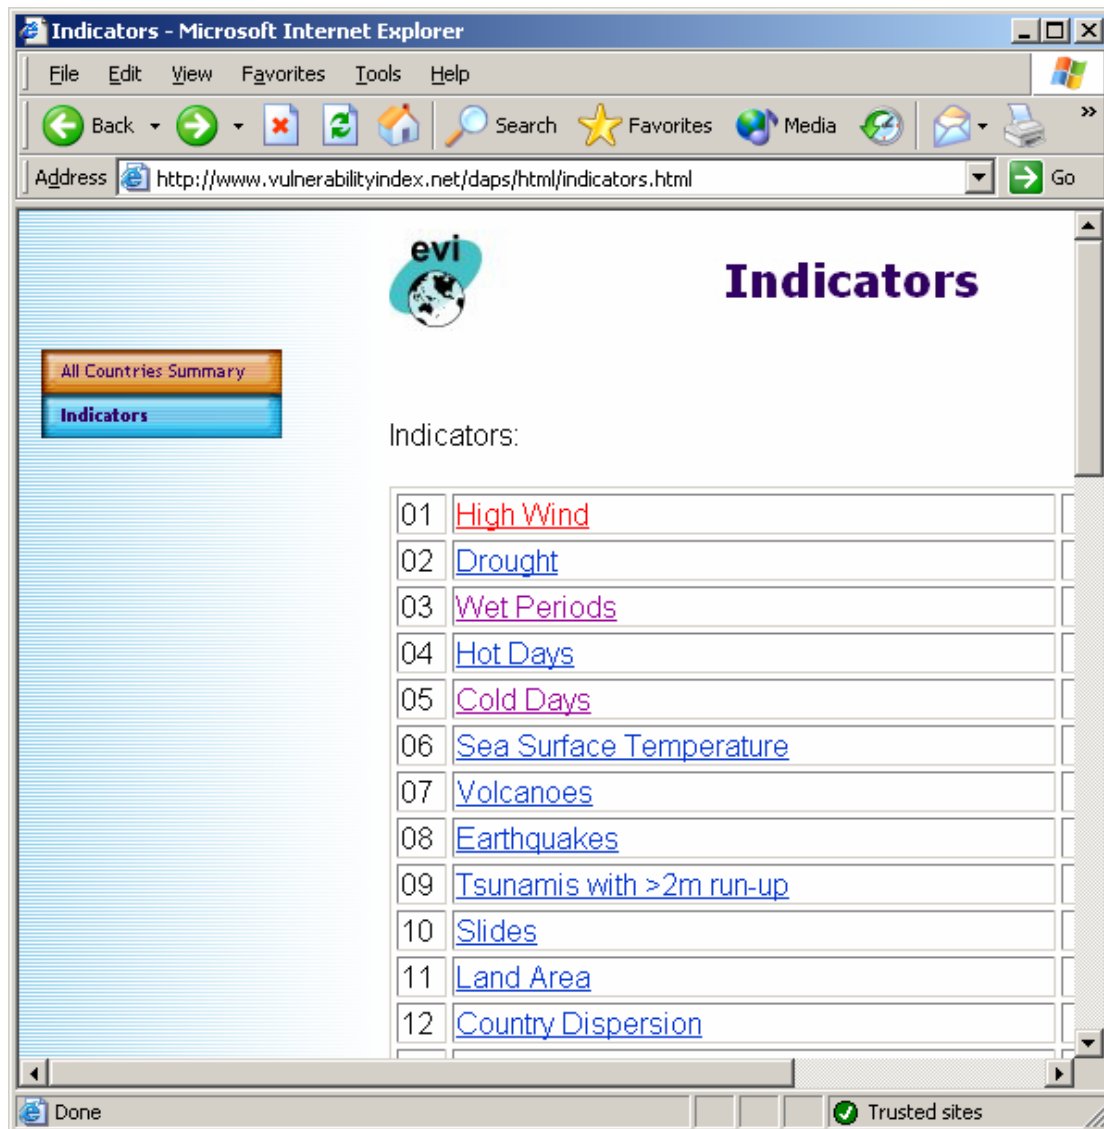 Indicators - Microsoft Internet Explorer
File Edit View Favorites Tools Help
Back Search Favorites Media »
Address http://www.vulnerabilityindex.net/daps/html/indicators.html Go
evi
Indicators
All Countries Summary
Indicators
Indicators:
01 High Wind
02 Drought
03 Wet Periods
04 Hot Days
05 Cold Days
06 Sea Surface Temperature
07 Volcanoes
08 Earthquakes
09 Tsunamis with >2m run-up
10 Slides
11 Land Area
12 Country Dispersion
Done Trusted sites